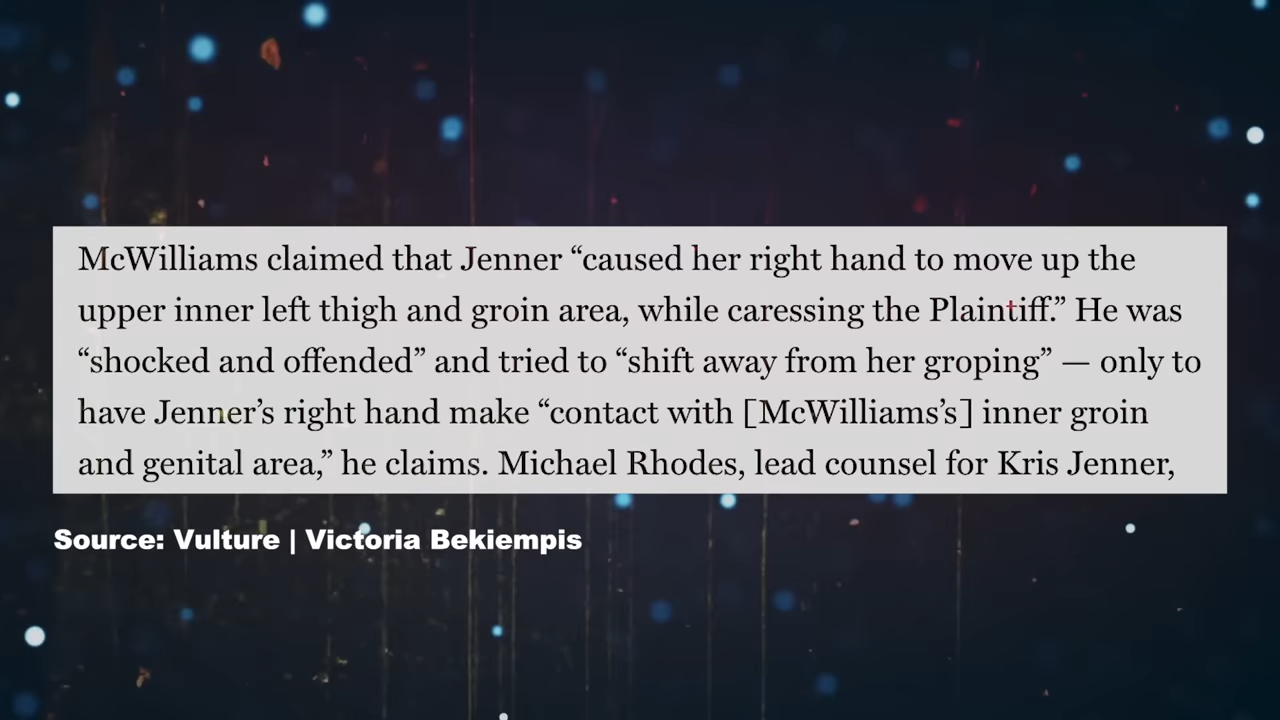 McWilliams claimed that Jenner “caused her right hand to move up the
upper inner left thigh and groin area, while caressing the Plaintiff.” He was
“shocked and offended” and tried to “shift away from her groping” — only to
have Jenner’s right hand make “contact with [McWilliams’s] inner groin
and genital area,” he claims. Michael Rhodes, lead counsel for Kris Jenner,
Source: Vulture | Victoria Bekiempis